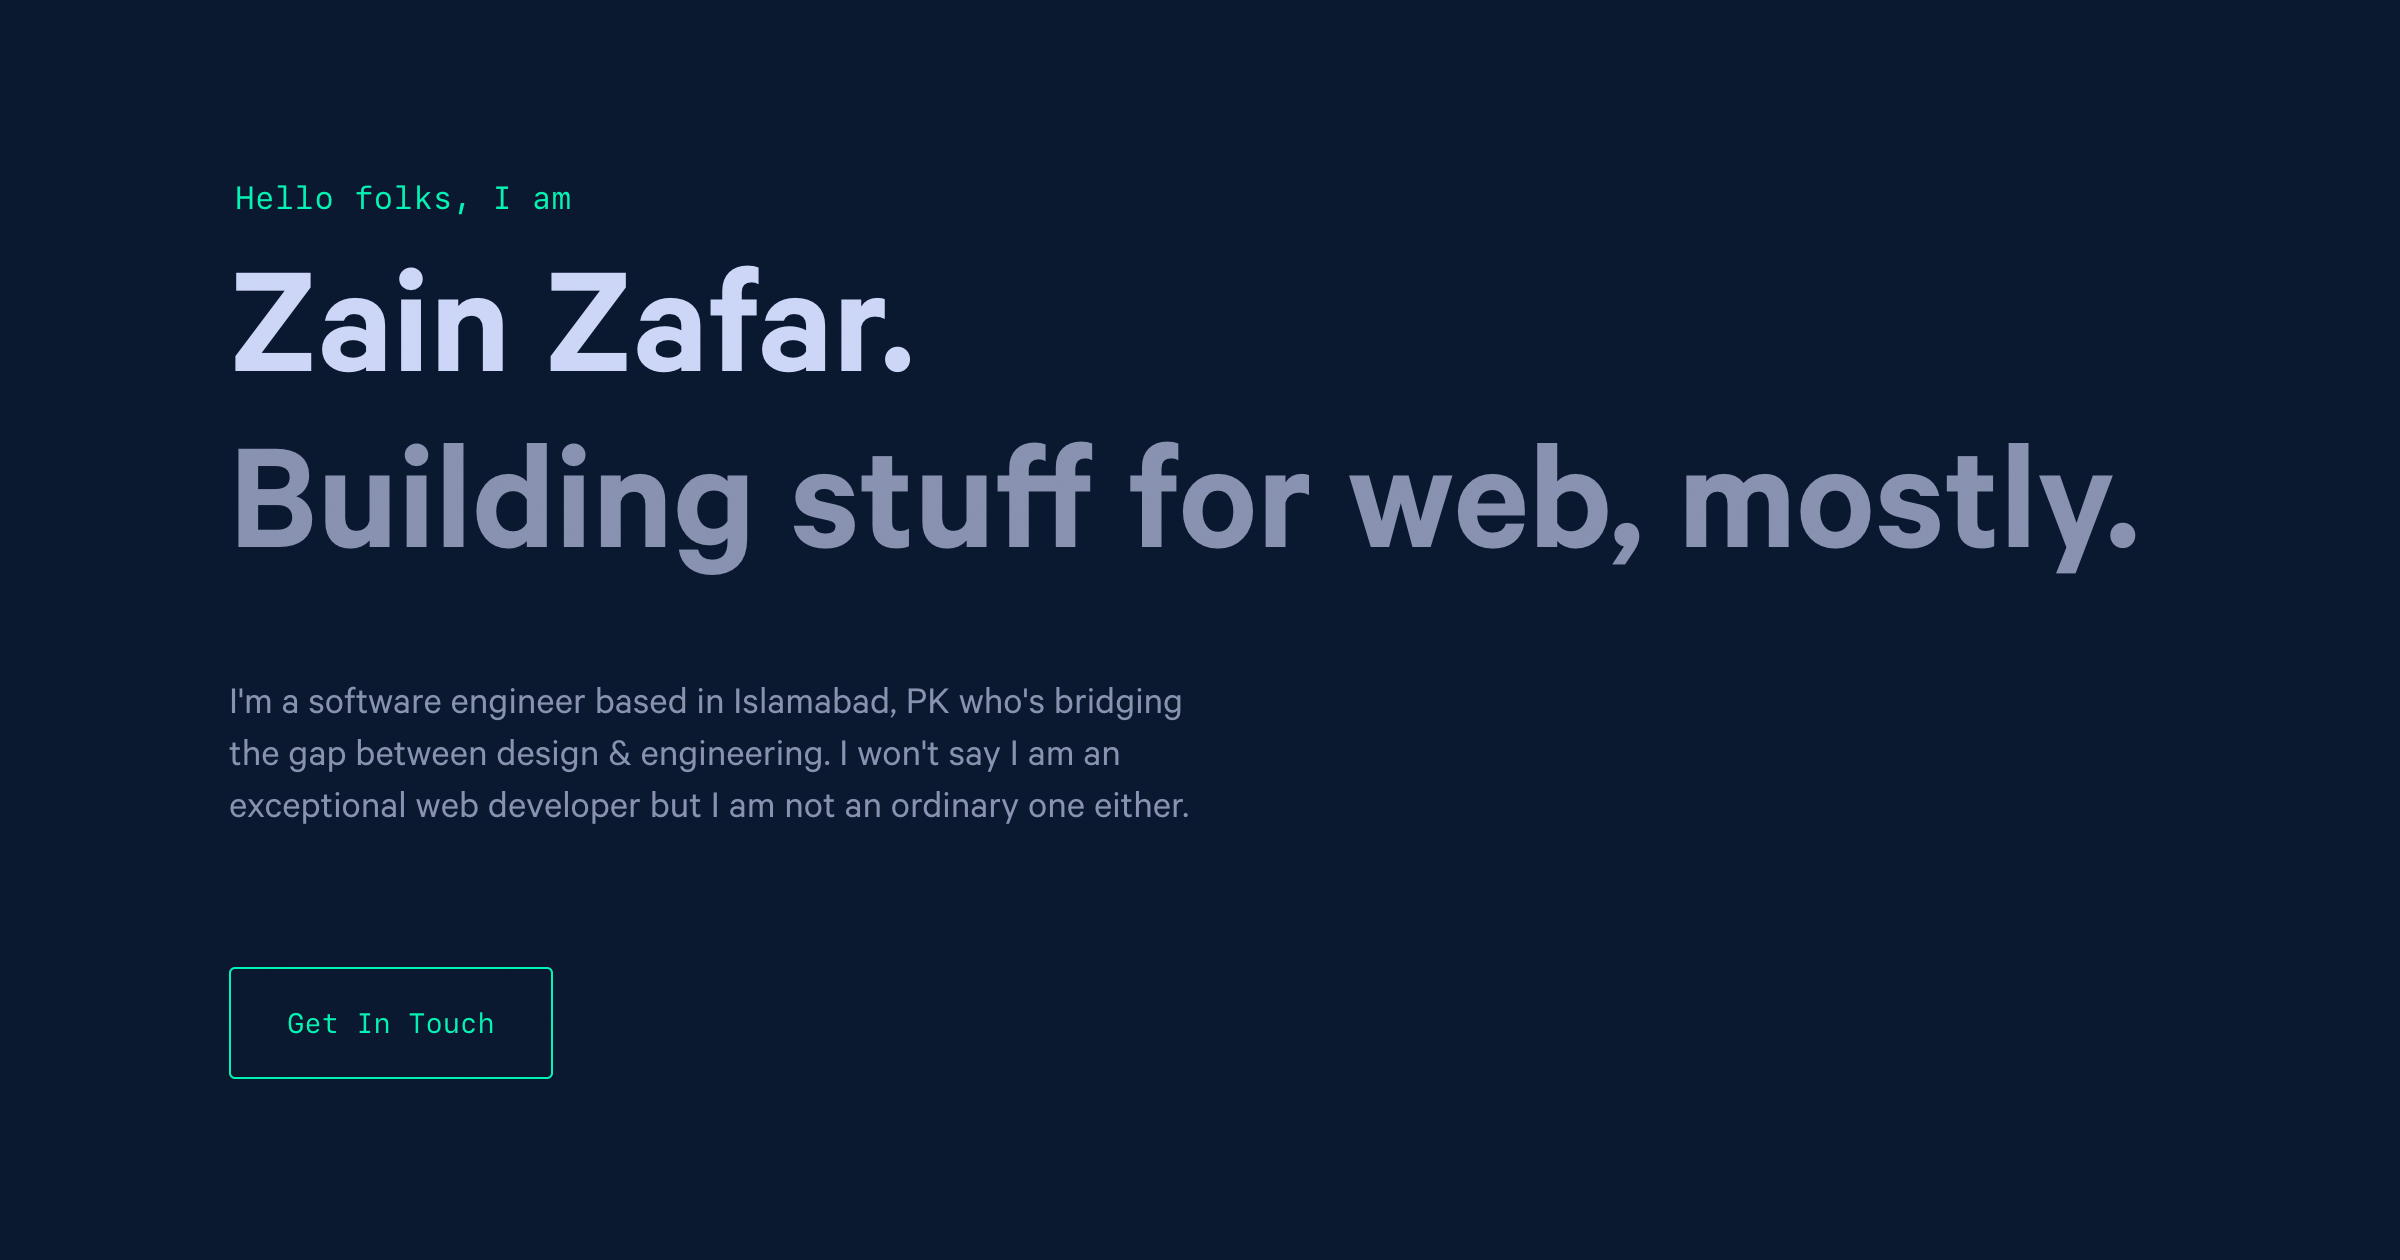 Hello folks, I am
Zain Zafar.
Building stuff for web, mostly.
I'm a software engineer based in Islamabad, PK who's bridging
the gap between design & engineering. I won't say I am an
exceptional web developer but I am not an ordinary one either.
Get In Touch